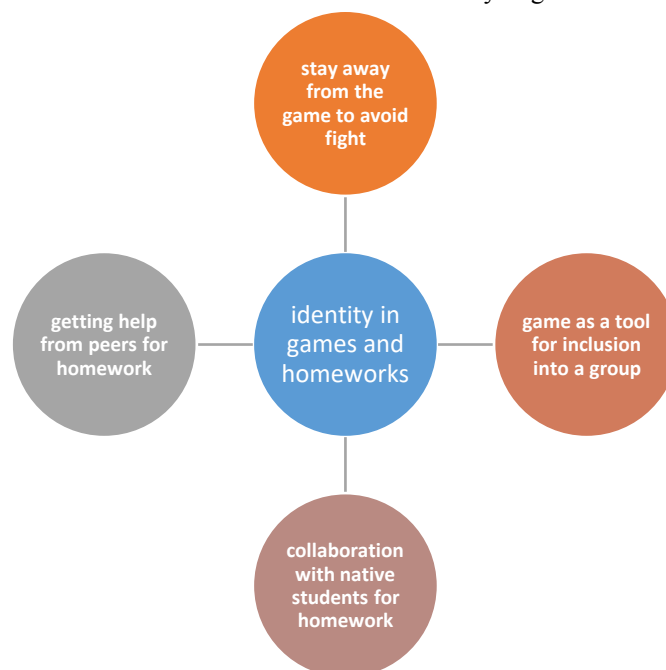 stay away
from the
game to avoid
fight
getting help
from peers for
homework
identity in
games and
homeworks
game as a tool
for inclusion
into a group
collaboration
with native
students for
homework